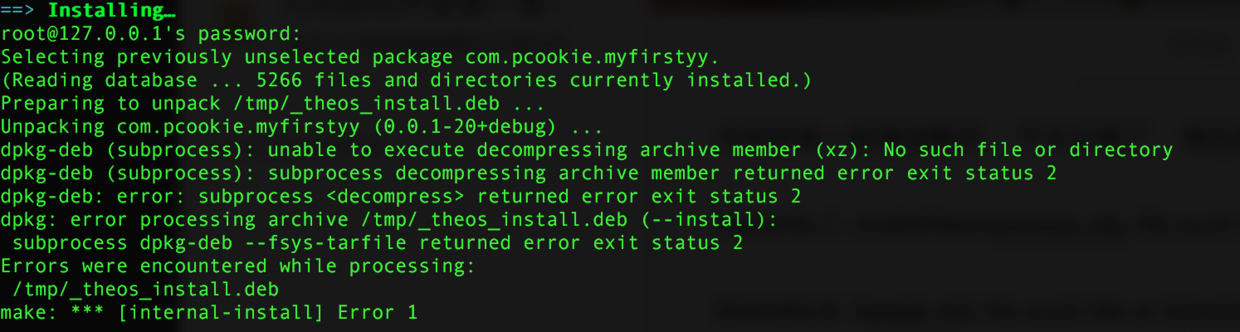 ==> Installing…
root@127.0.0.1's password:
Selecting previously unselected package com.pcookie.myfirstyy.
(Reading database ... 5266 files and directories currently installed.)
Preparing to unpack /tmp/_theos_install.deb ...
Unpacking com.pcookie.myfirstyy (0.0.1-20+debug) ...
dpkg-deb (subprocess): unable to execute decompressing archive member (xz): No such file or directory
dpkg-deb (subprocess): subprocess decompressing archive member returned error exit status 2
dpkg-deb: error: subprocess <decompress> returned error exit status 2
dpkg: error processing archive /tmp/_theos_install.deb (--install):
 subprocess dpkg-deb --fsys-tarfile returned error exit status 2
Errors were encountered while processing:
 /tmp/_theos_install.deb
make: *** [internal-install] Error 1